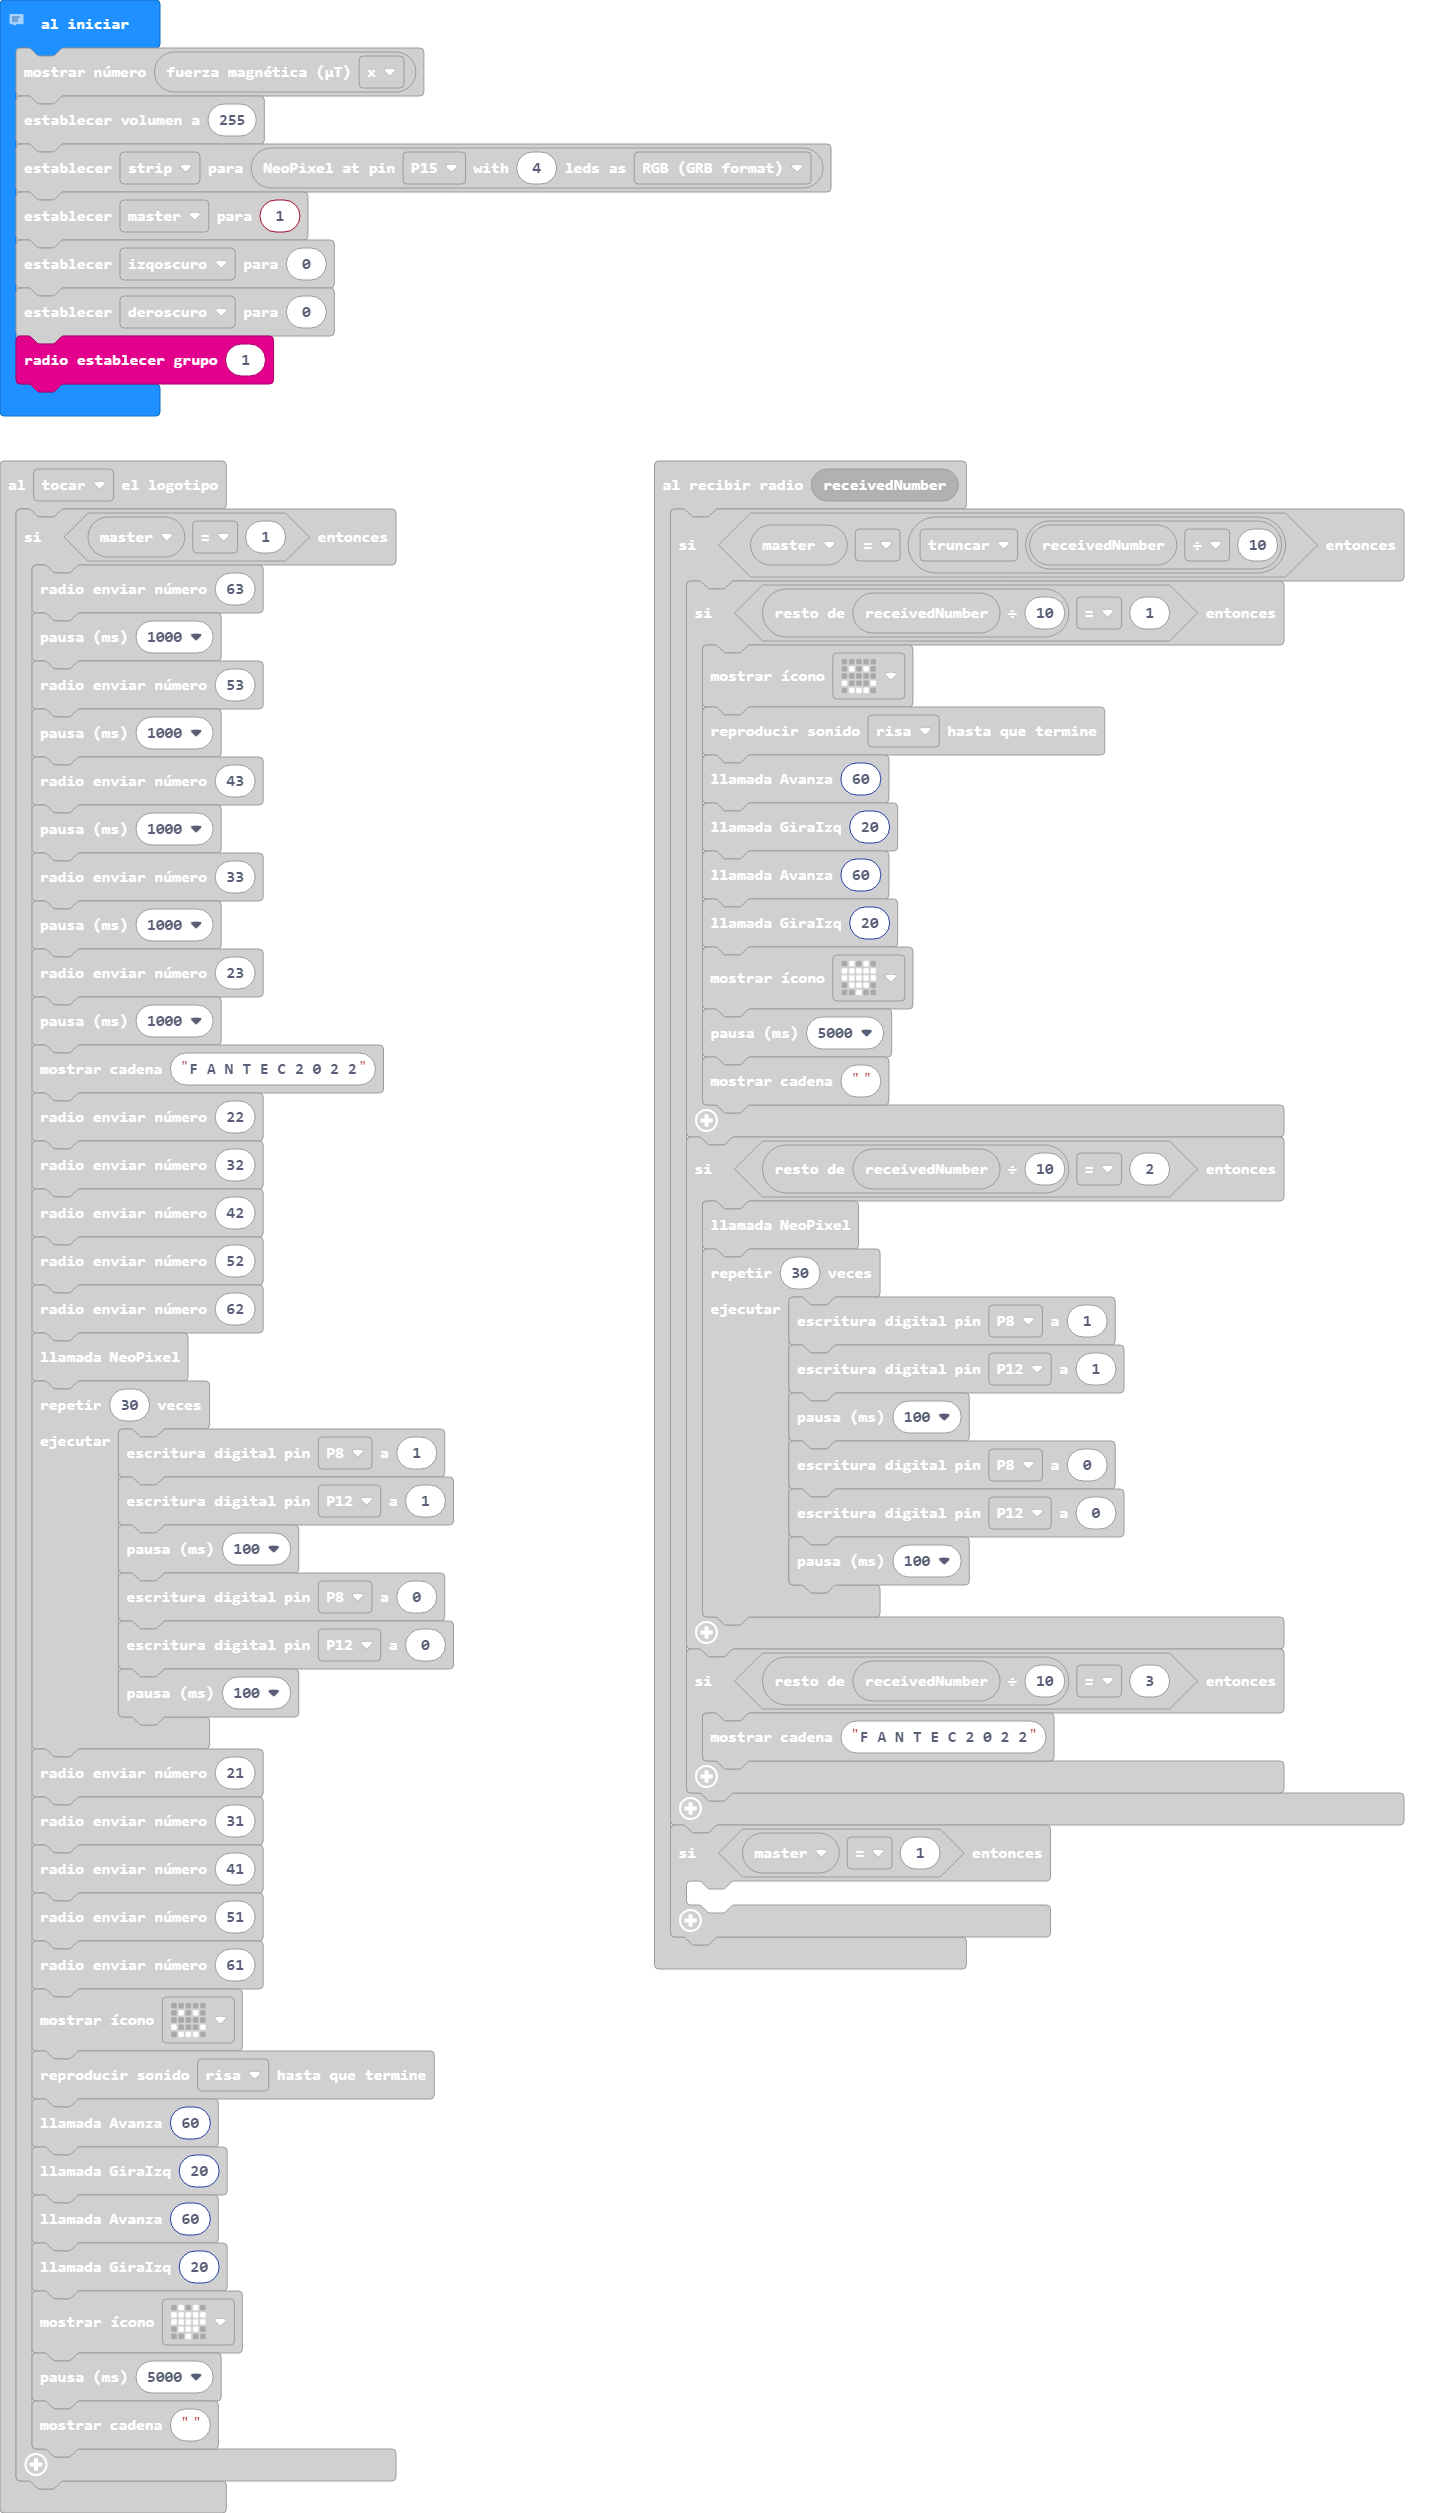 al iniciar
mostrar número fuerza magnética (µT) x
establecer volumen a 255
establecer strip para NeoPixel at pin P15 with 4 leds as RGB (GRB format)
establecer master para 1
establecer izqoscuro para 0
establecer deroscuro para 0
radio establecer grupo 1
al tocar el logotipo
si master = 1 entonces
radio enviar número 63
pausa (ms) 1000
radio enviar número 53
pausa (ms) 1000
radio enviar número 43
pausa (ms) 1000
radio enviar número 33
pausa (ms) 1000
radio enviar número 23
pausa (ms) 1000
mostrar cadena "F A N T E C 2 0 2 2"
radio enviar número 22
radio enviar número 32
radio enviar número 42
radio enviar número 52
radio enviar número 62
llamada NeoPixel
repetir 30 veces
ejecutar
escritura digital pin P8 a 1
escritura digital pin P12 a 1
pausa (ms) 100
escritura digital pin P8 a 0
escritura digital pin P12 a 0
pausa (ms) 100
radio enviar número 21
radio enviar número 31
radio enviar número 41
radio enviar número 51
radio enviar número 61
mostrar ícono
reproducir sonido risa hasta que termine
llamada Avanza 60
llamada GiraIzq 20
llamada Avanza 60
llamada GiraIzq 20
mostrar ícono
pausa (ms) 5000
mostrar cadena " "
al recibir radio receivedNumber
si master = truncar receivedNumber ÷ 10 entonces
si resto de receivedNumber ÷ 10 = 1 entonces
mostrar ícono
reproducir sonido risa hasta que termine
llamada Avanza 60
llamada GiraIzq 20
llamada Avanza 60
llamada GiraIzq 20
mostrar ícono
pausa (ms) 5000
mostrar cadena " "
si resto de receivedNumber ÷ 10 = 2 entonces
llamada NeoPixel
repetir 30 veces
ejecutar
escritura digital pin P8 a 1
escritura digital pin P12 a 1
pausa (ms) 100
escritura digital pin P8 a 0
escritura digital pin P12 a 0
pausa (ms) 100
si resto de receivedNumber ÷ 10 = 3 entonces
mostrar cadena "F A N T E C 2 0 2 2"
si master = 1 entonces